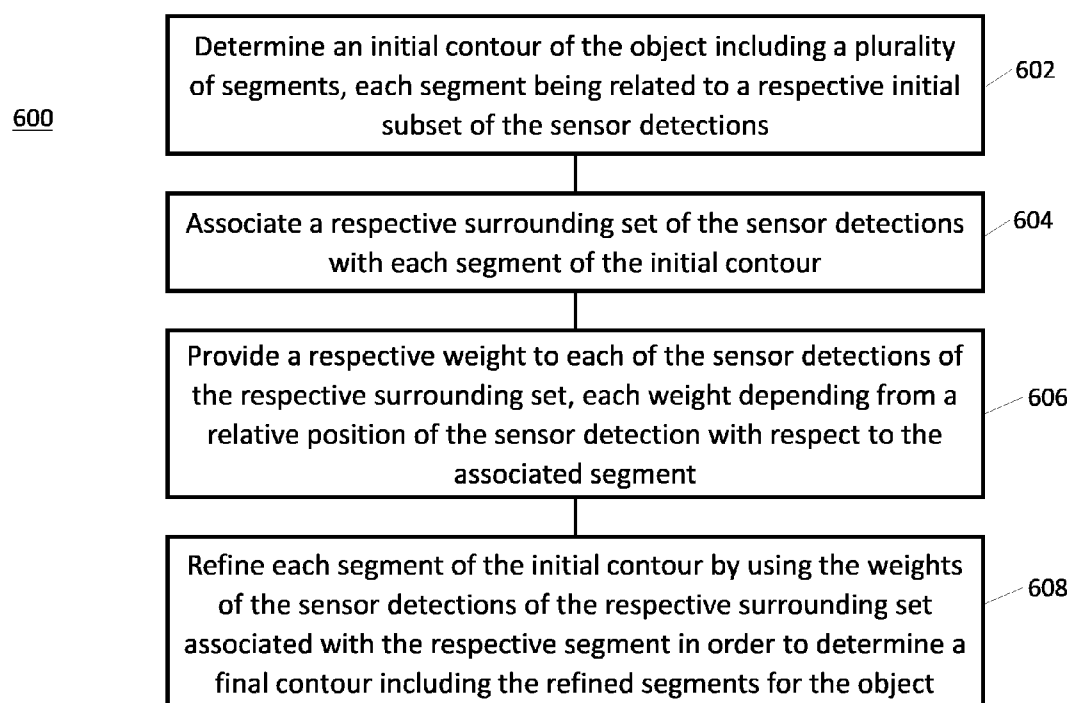 600
Determine an initial contour of the object including a plurality
of segments, each segment being related to a respective initial
subset of the sensor detections
602
Associate a respective surrounding set of the sensor detections
with each segment of the initial contour
604
Provide a respective weight to each of the sensor detections of
the respective surrounding set, each weight depending from a
relative position of the sensor detection with respect to the
associated segment
606
Refine each segment of the initial contour by using the weights
of the sensor detections of the respective surrounding set
associated with the respective segment in order to determine a
final contour including the refined segments for the object
608